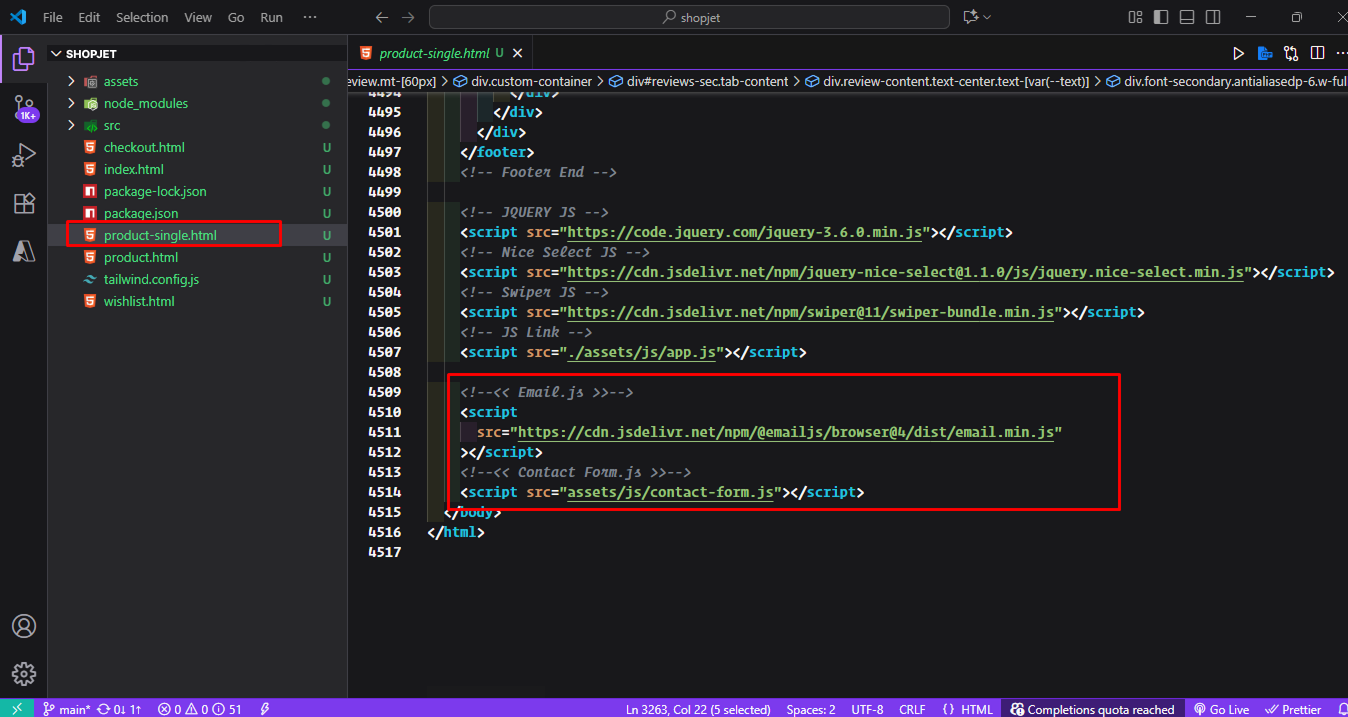 File Edit Selection View Go Run ··· shopjet
SHOPJET
assets
node_modules
src
checkout.html U
index.html U
package-lock.json U
package.json U
product-single.html U
product.html U
tailwind.config.js U
wishlist.html U
1K+
product-single.html U
eview.mt-[60px] > div.custom-container > div#reviews-sec.tab-content > div.review-content.text-center.text-[var(--text)] > div.font-secondary.antialiasedp-6.w-ful
4494 </div>
4495 </div>
4496 </div>
4497 </footer>
4498 <!-- Footer End -->
4499
4500 <!-- JQUERY JS -->
4501 <script src="https://code.jquery.com/jquery-3.6.0.min.js"></script>
4502 <!-- Nice Select JS -->
4503 <script src="https://cdn.jsdelivr.net/npm/jquery-nice-select@1.1.0/js/jquery.nice-select.min.js"></script>
4504 <!-- Swiper JS -->
4505 <script src="https://cdn.jsdelivr.net/npm/swiper@11/swiper-bundle.min.js"></script>
4506 <!-- JS Link -->
4507 <script src="./assets/js/app.js"></script>
4508
4509 <!--<< Email.js >>-->
4510 <script
4511 src="https://cdn.jsdelivr.net/npm/@emailjs/browser@4/dist/email.min.js"
4512 ></script>
4513 <!--<< Contact Form.js >>-->
4514 <script src="assets/js/contact-form.js"></script>
4515 </body>
4516 </html>
4517
main* 0↓ 1↑ 0 0 51 Ln 3263, Col 22 (5 selected) Spaces: 2 UTF-8 CRLF {} HTML Completions quota reached Go Live Prettier